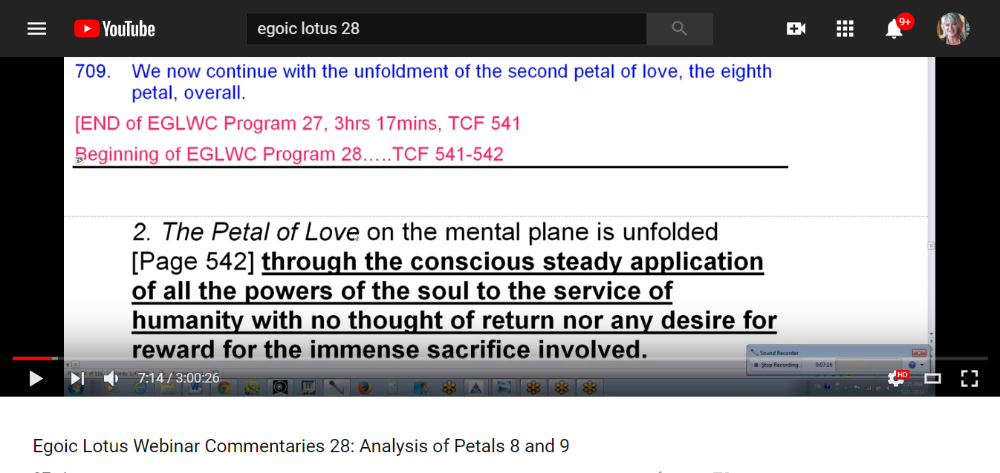 YouTube
egoic lotus 28
9+
709. We now continue with the unfoldment of the second petal of love, the eighth
petal, overall.
[END of EGLWC Program 27, 3hrs 17mins, TCF 541
Beginning of EGLWC Program 28…..TCF 541-542
2. The Petal of Love on the mental plane is unfolded
[Page 542] through the conscious steady application
of all the powers of the soul to the service of
humanity with no thought of return nor any desire for
reward for the immense sacrifice involved.
Sound Recorder
Stop Recording 0:07:15
7:14 / 3:00:26
HD
Egoic Lotus Webinar Commentaries 28: Analysis of Petals 8 and 9